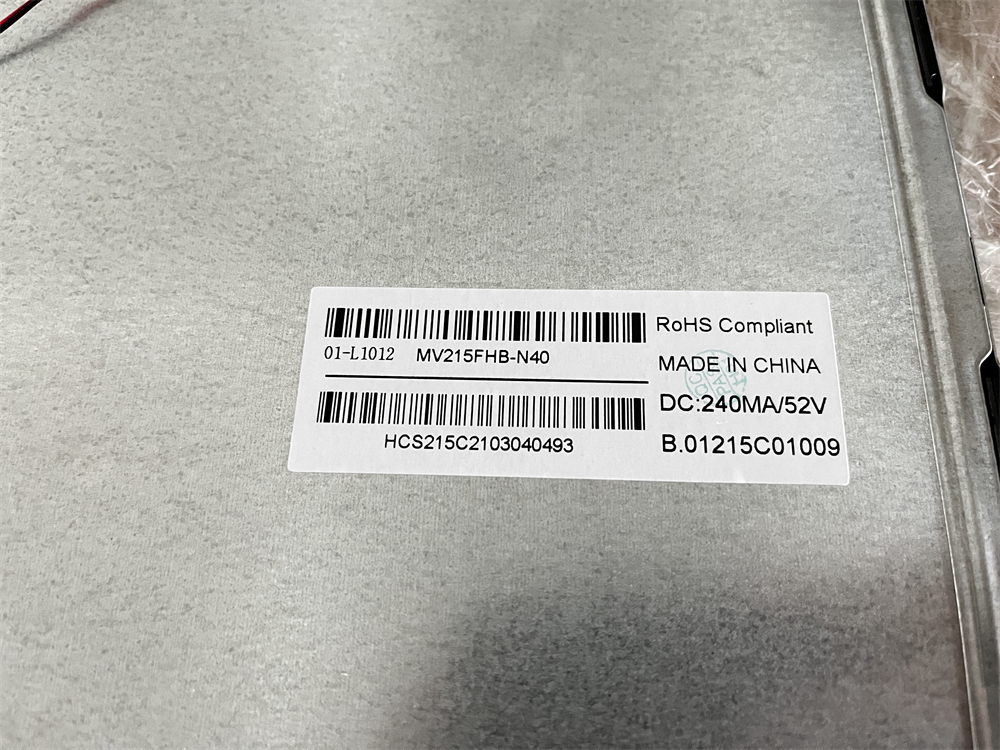 01-L1012 MV215FHB-N40
HCS215C2103040493
RoHS Compliant
MADE IN CHINA
DC:240MA/52V
B.01215C01009